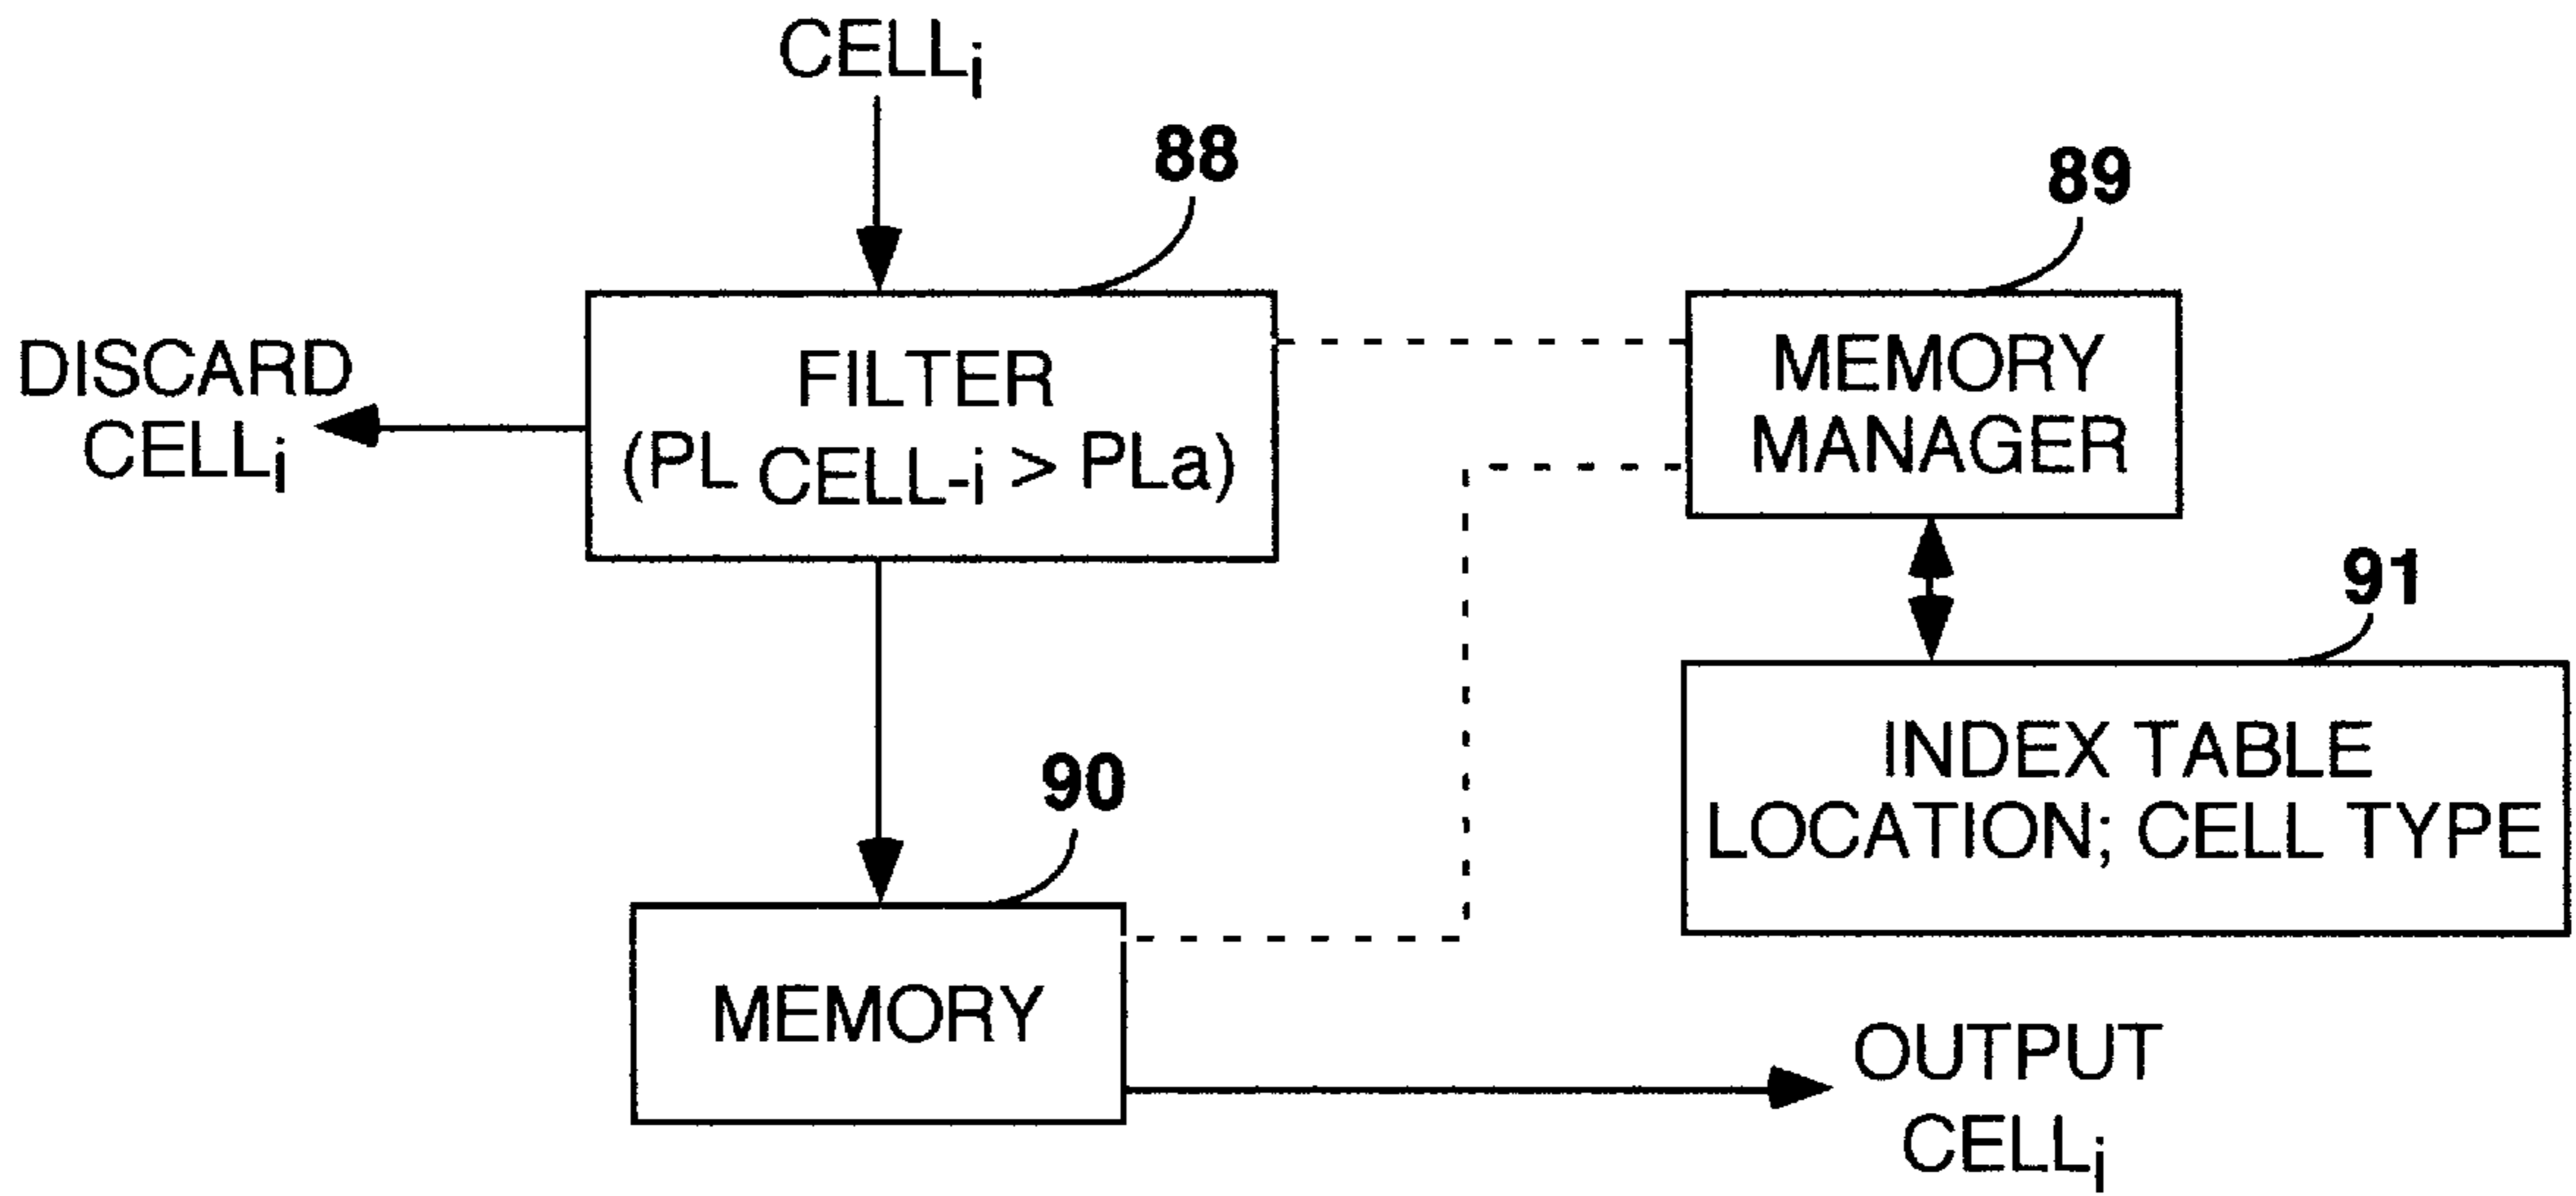 CELLi
88
89
DISCARD
CELLi
FILTER
(PL CELL-i > PLa)
MEMORY
MANAGER
91
INDEX TABLE
LOCATION; CELL TYPE
90
MEMORY
OUTPUT
CELLi